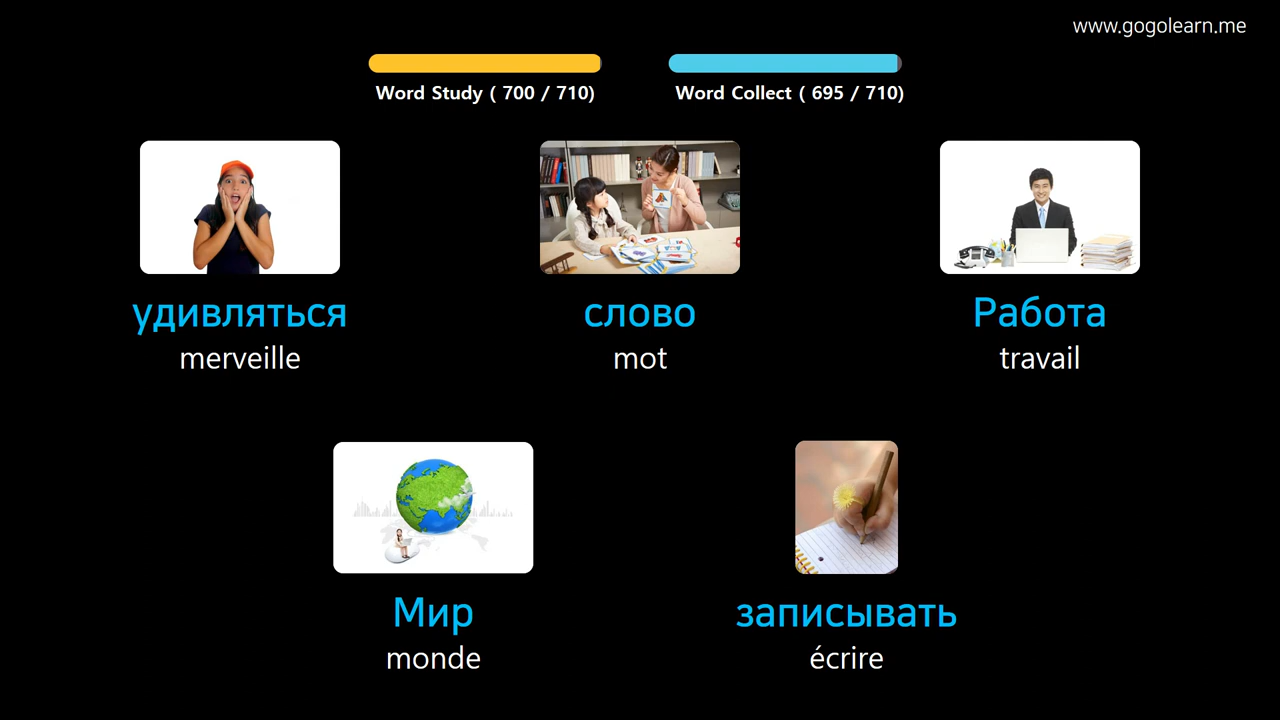 www.gogolearn.me
Word Study ( 700 / 710)
Word Collect ( 695 / 710)
удивляться
merveille
слово
mot
Работа
travail
Мир
monde
записывать
écrire